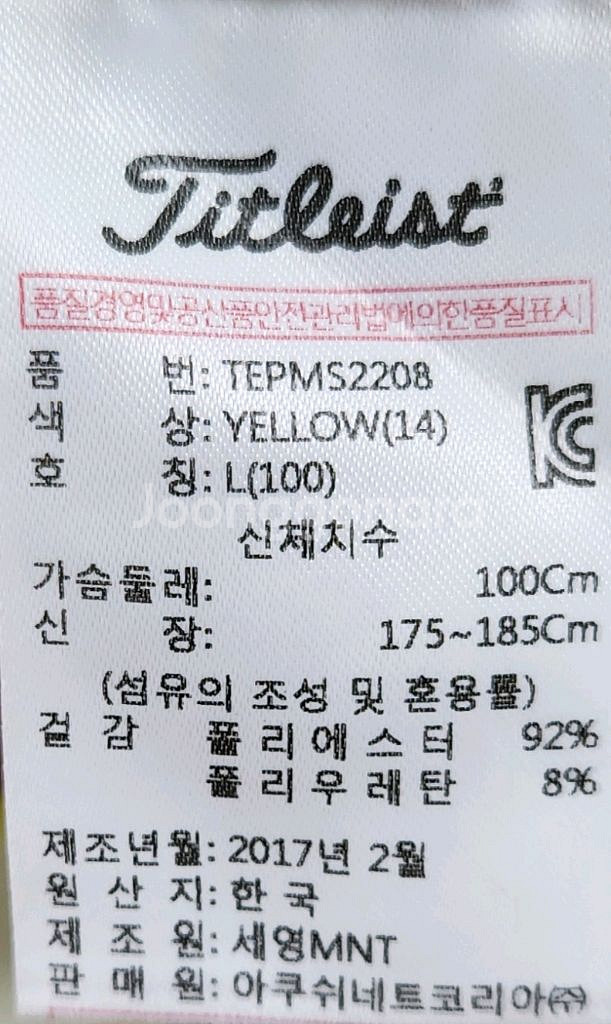 Titleist
품질경영및공산품안전관리법에의한품질표시
품 번: TEPMS2208
색 상: YELLOW(14)
호 칭: L(100)
신체치수
가슴둘레: 100Cm
신 장: 175~185Cm
(섬유의 조성 및 혼용률)
겉 감 폴리에스터 92%
폴리우레탄 8%
제조년월: 2017년 2월
원 산 지: 한 국
제 조 원: 세영MNT
판 매 원: 아쿠쉬네트코리아㈜